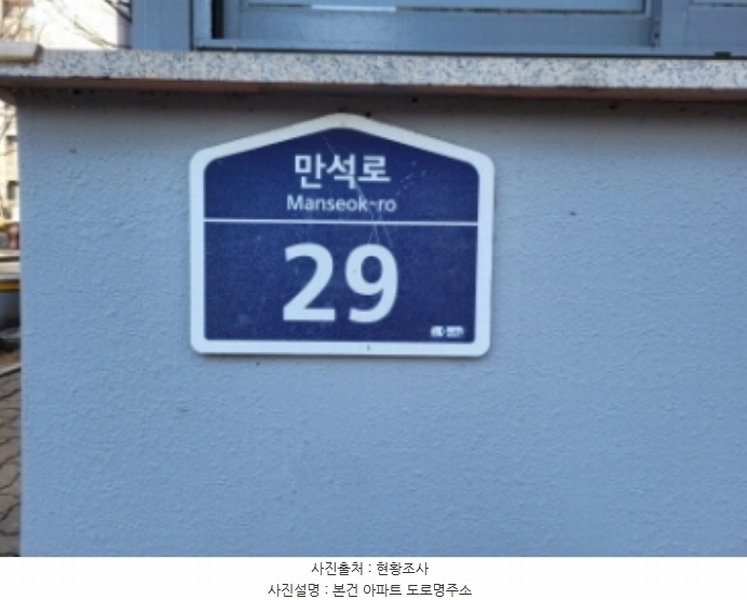 만석로
Manseok-ro
29
사진출처 : 현황조사
사진설명 : 본건 아파트 도로명주소